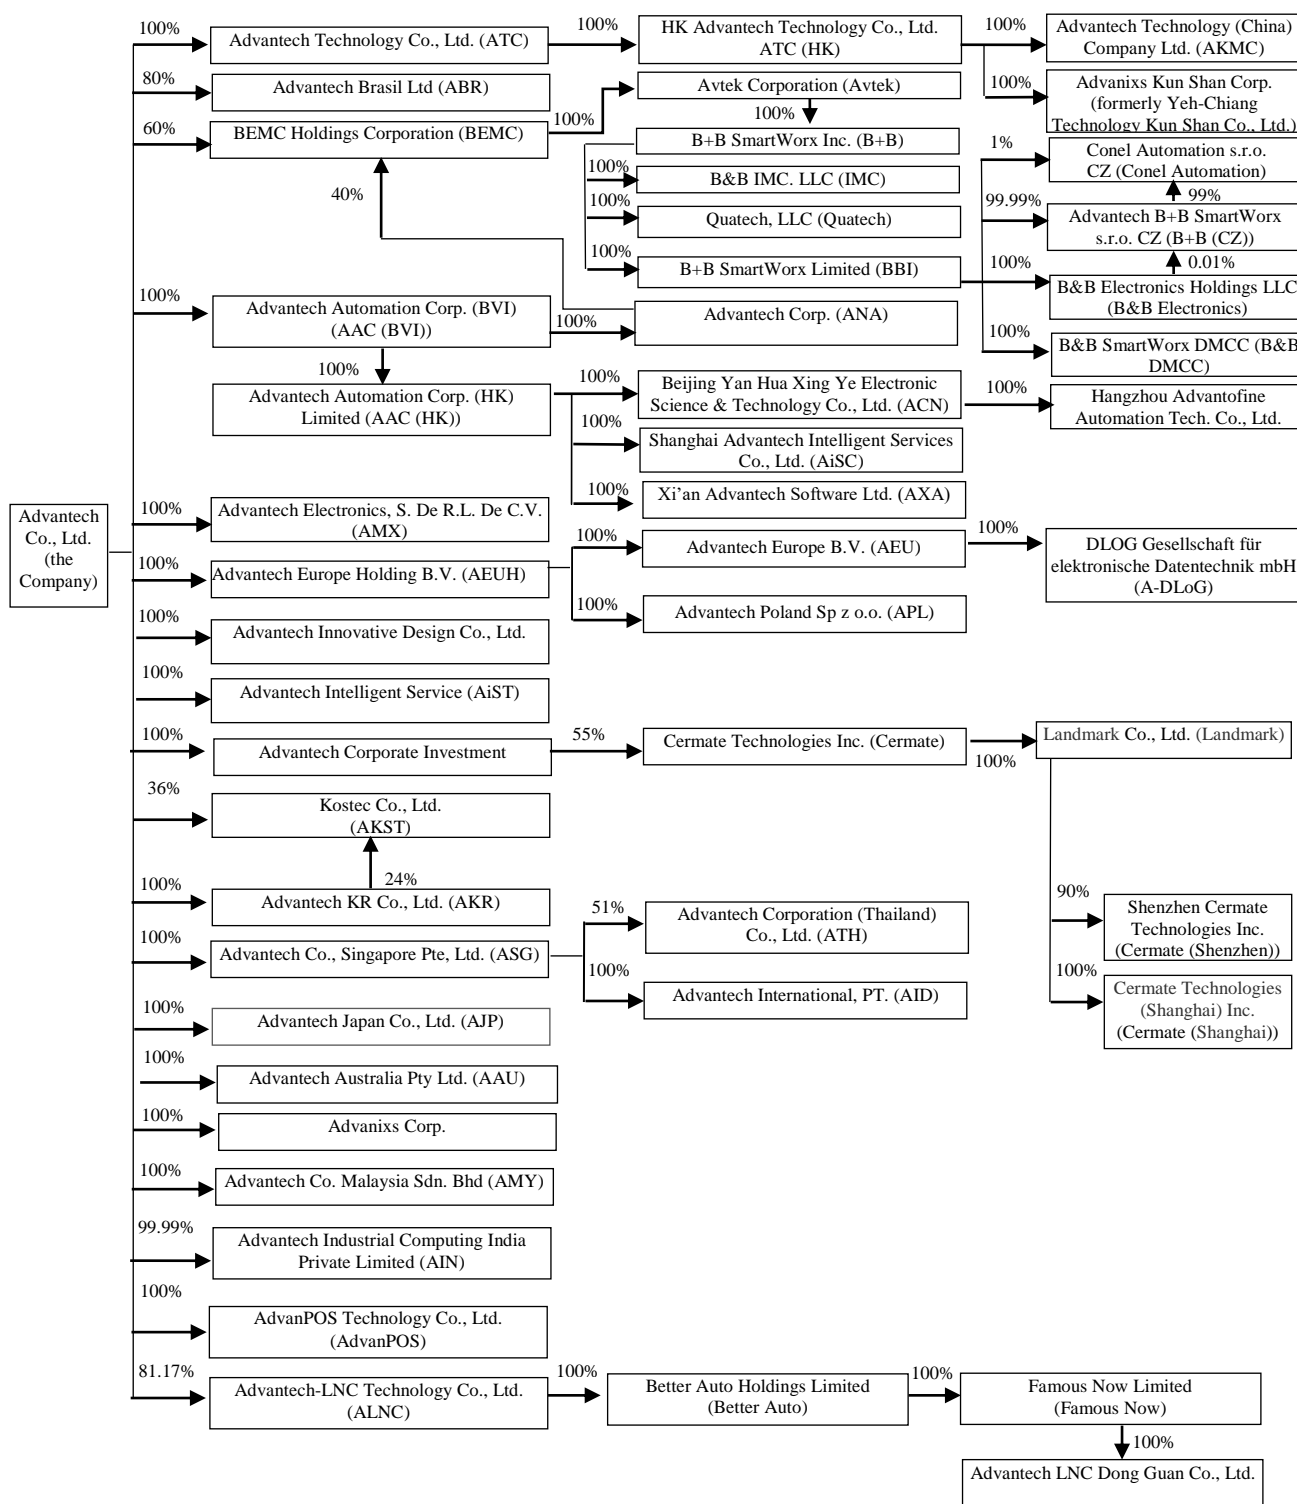 100%
Advantech Technology Co., Ltd. (ATC)
100%
HK Advantech Technology Co., Ltd.
ATC (HK)
100%
Advantech Technology (China)
Company Ltd. (AKMC)
80%
Advantech Brasil Ltd (ABR)
Avtek Corporation (Avtek)
100%
Advanixs Kun Shan Corp.
(formerly Yeh-Chiang
Technology Kun Shan Co., Ltd.)
60%
BEMC Holdings Corporation (BEMC)
100%
100%
B+B SmartWorx Inc. (B+B)
1%
Conel Automation s.r.o.
CZ (Conel Automation)
40%
100%
B&B IMC. LLC (IMC)
99%
100%
Quatech, LLC (Quatech)
99.99%
Advantech B+B SmartWorx
s.r.o. CZ (B+B (CZ))
100%
B+B SmartWorx Limited (BBI)
0.01%
100%
B&B Electronics Holdings LLC
(B&B Electronics)
100%
Advantech Automation Corp. (BVI)
(AAC (BVI))
100%
Advantech Corp. (ANA)
100%
B&B SmartWorx DMCC (B&B
DMCC)
100%
Advantech Automation Corp. (HK)
Limited (AAC (HK))
100%
Beijing Yan Hua Xing Ye Electronic
Science & Technology Co., Ltd. (ACN)
100%
Hangzhou Advantofine
Automation Tech. Co., Ltd.
100%
Shanghai Advantech Intelligent Services
Co., Ltd. (AiSC)
100%
Xi’an Advantech Software Ltd. (AXA)
Advantech
Co., Ltd.
(the
Company)
100%
Advantech Electronics, S. De R.L. De C.V.
(AMX)
100%
Advantech Europe B.V. (AEU)
100%
DLOG Gesellschaft für
elektronische Datentechnik mbH
(A-DLoG)
100%
Advantech Europe Holding B.V. (AEUH)
100%
Advantech Poland Sp z o.o. (APL)
100%
Advantech Innovative Design Co., Ltd.
100%
Advantech Intelligent Service (AiST)
100%
Advantech Corporate Investment
55%
Cermate Technologies Inc. (Cermate)
100%
Landmark Co., Ltd. (Landmark)
36%
Kostec Co., Ltd.
(AKST)
24%
100%
Advantech KR Co., Ltd. (AKR)
51%
Advantech Corporation (Thailand)
Co., Ltd. (ATH)
90%
Shenzhen Cermate
Technologies Inc.
(Cermate (Shenzhen))
100%
Advantech Co., Singapore Pte, Ltd. (ASG)
100%
Advantech International, PT. (AID)
100%
Cermate Technologies
(Shanghai) Inc.
(Cermate (Shanghai))
100%
Advantech Japan Co., Ltd. (AJP)
100%
Advantech Australia Pty Ltd. (AAU)
100%
Advanixs Corp.
100%
Advantech Co. Malaysia Sdn. Bhd (AMY)
99.99%
Advantech Industrial Computing India
Private Limited (AIN)
100%
AdvanPOS Technology Co., Ltd.
(AdvanPOS)
81.17%
Advantech-LNC Technology Co., Ltd.
(ALNC)
100%
Better Auto Holdings Limited
(Better Auto)
100%
Famous Now Limited
(Famous Now)
100%
Advantech LNC Dong Guan Co., Ltd.